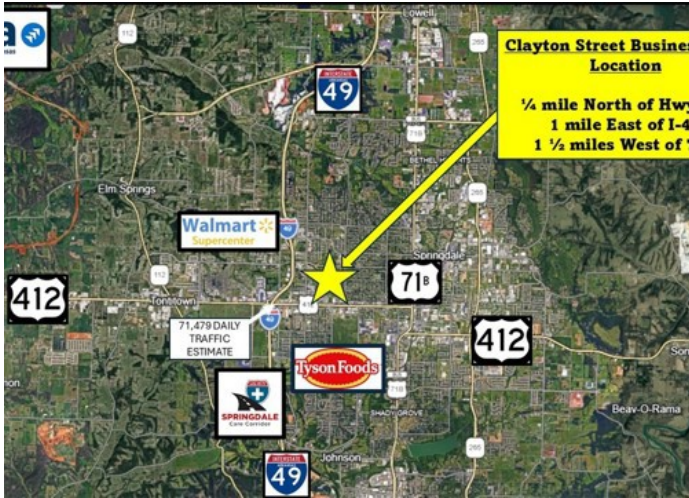 Lowell
112
265
a
Clayton Street Busines
Location
¼ mile North of Hwy
1 mile East of I-4
1 ½ miles West of
INTERSTATE
49
71B
BETHEL HEIGHTS
Elm Springs
265
Walmart
Supercenter
Springdale
412
112
Tontitown
71B
412
71,479 DAILY
TRAFFIC
ESTIMATE
Tyson Foods
SPRINGDALE
Care Corridor
71B
SHADY GROVE
Beav-O-Rama
265
Johnson
INTERSTATE
49